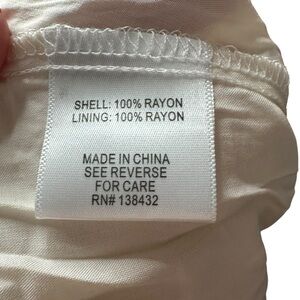 SHELL: 100% RAYON
LINING: 100% RAYON
MADE IN CHINA
SEE REVERSE
FOR CARE
RN# 138432